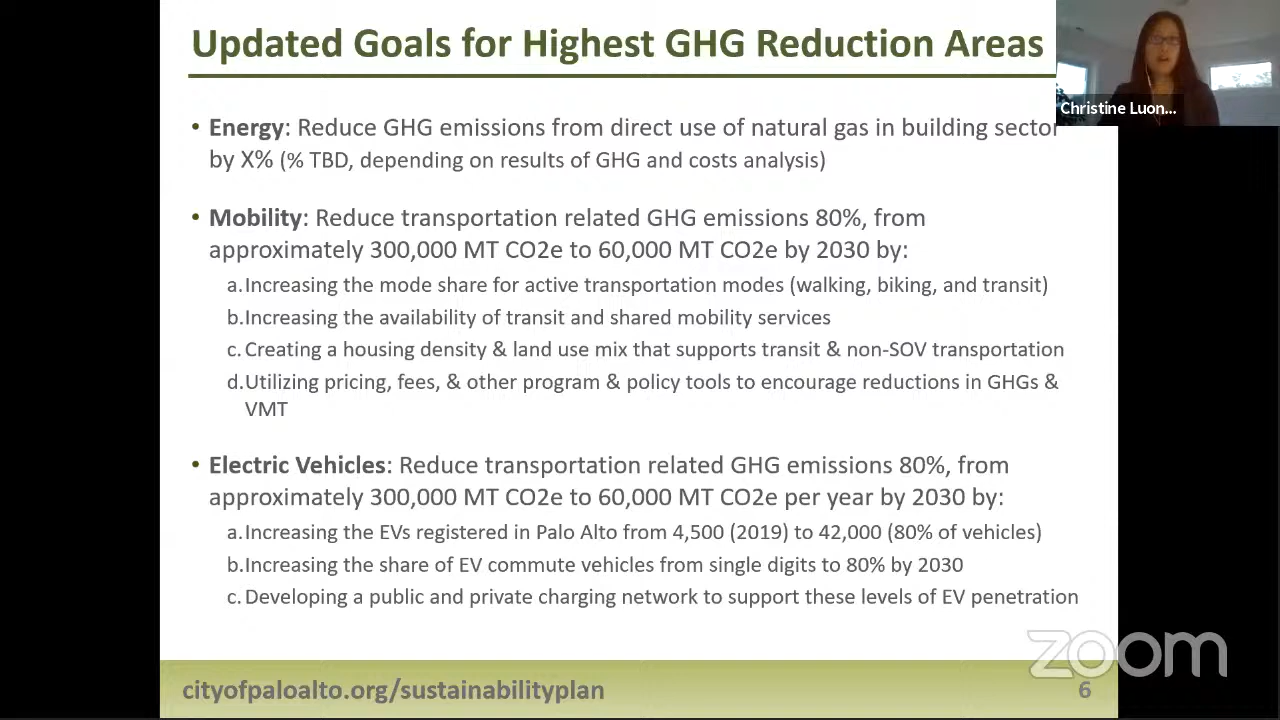 Updated Goals for Highest GHG Reduction Areas
Christine Luon...
• Energy: Reduce GHG emissions from direct use of natural gas in building sector
by X% (% TBD, depending on results of GHG and costs analysis)
• Mobility: Reduce transportation related GHG emissions 80%, from
approximately 300,000 MT CO2e to 60,000 MT CO2e by 2030 by:
a.Increasing the mode share for active transportation modes (walking, biking, and transit)
b.Increasing the availability of transit and shared mobility services
c. Creating a housing density & land use mix that supports transit & non-SOV transportation
d.Utilizing pricing, fees, & other program & policy tools to encourage reductions in GHGs &
VMT
• Electric Vehicles: Reduce transportation related GHG emissions 80%, from
approximately 300,000 MT CO2e to 60,000 MT CO2e per year by 2030 by:
a.Increasing the EVs registered in Palo Alto from 4,500 (2019) to 42,000 (80% of vehicles)
b.Increasing the share of EV commute vehicles from single digits to 80% by 2030
c. Developing a public and private charging network to support these levels of EV penetration
zoom
cityofpaloalto.org/sustainabilityplan
6